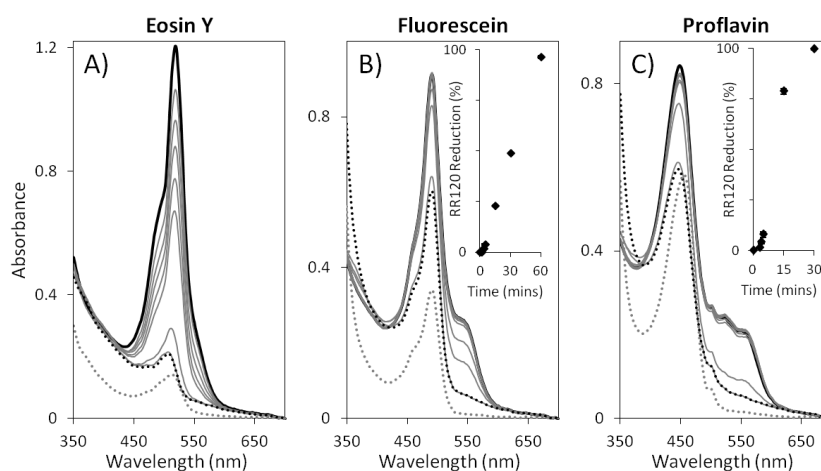 Eosin Y
Fluorescein
Proflavin
A)
B)
C)
Absorbance
1.2
0.8
0.4
0
350
450
550
650
Wavelength (nm)
0.8
0.4
0
350
450
550
650
Wavelength (nm)
RR120 Reduction (%)
100
0
0
30
60
Time (mins)
0.8
0.4
0
350
450
550
650
Wavelength (nm)
RR120 Reduction (%)
100
0
0
15
30
Time (mins)